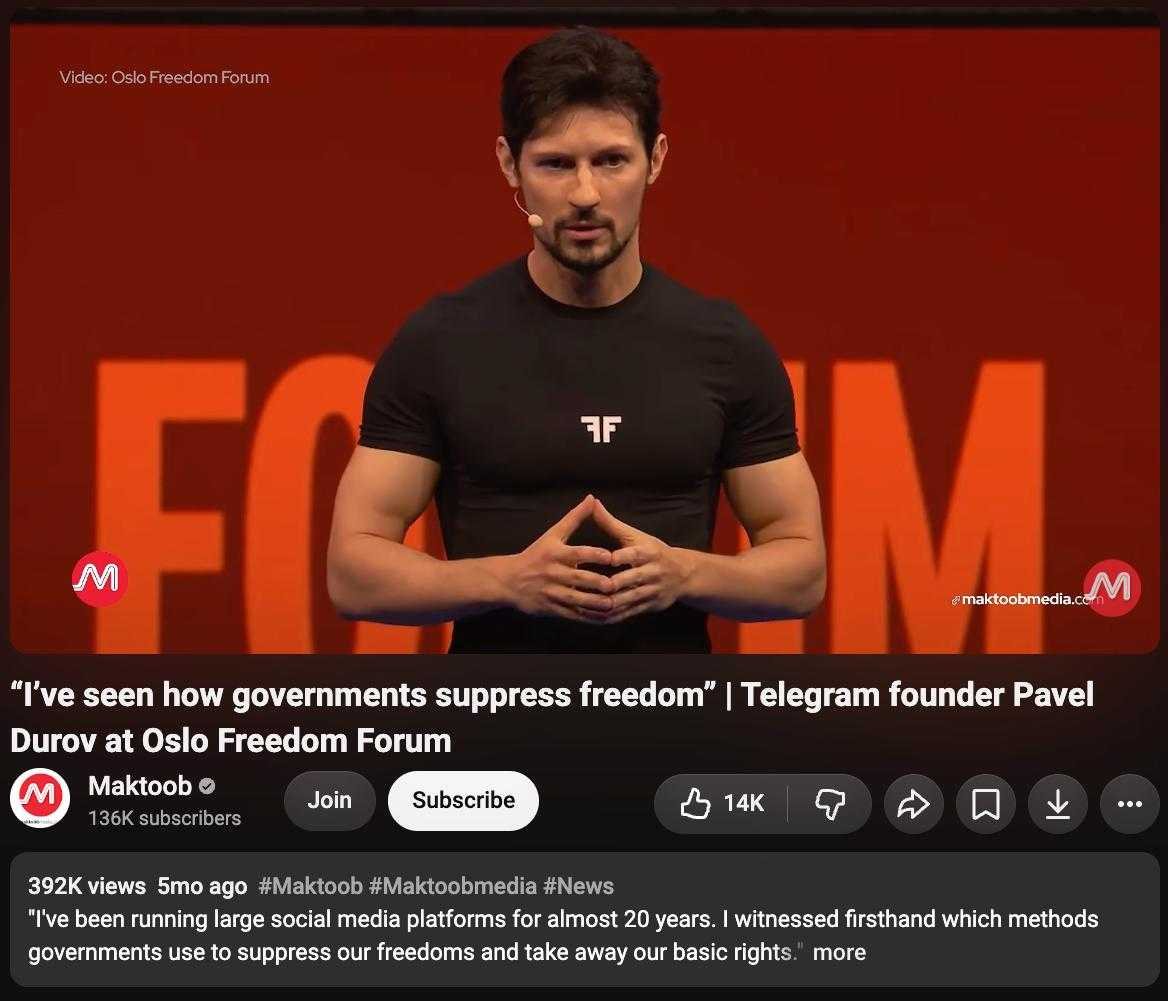 Video: Oslo Freedom Forum
FO M
FF
maktoobmedia.com
“I’ve seen how governments suppress freedom” | Telegram founder Pavel
Durov at Oslo Freedom Forum
Maktoob
136K subscribers
Join
Subscribe
14K
392K views 5mo ago #Maktoob #Maktoobmedia #News
"I've been running large social media platforms for almost 20 years. I witnessed firsthand which methods
governments use to suppress our freedoms and take away our basic rights." more